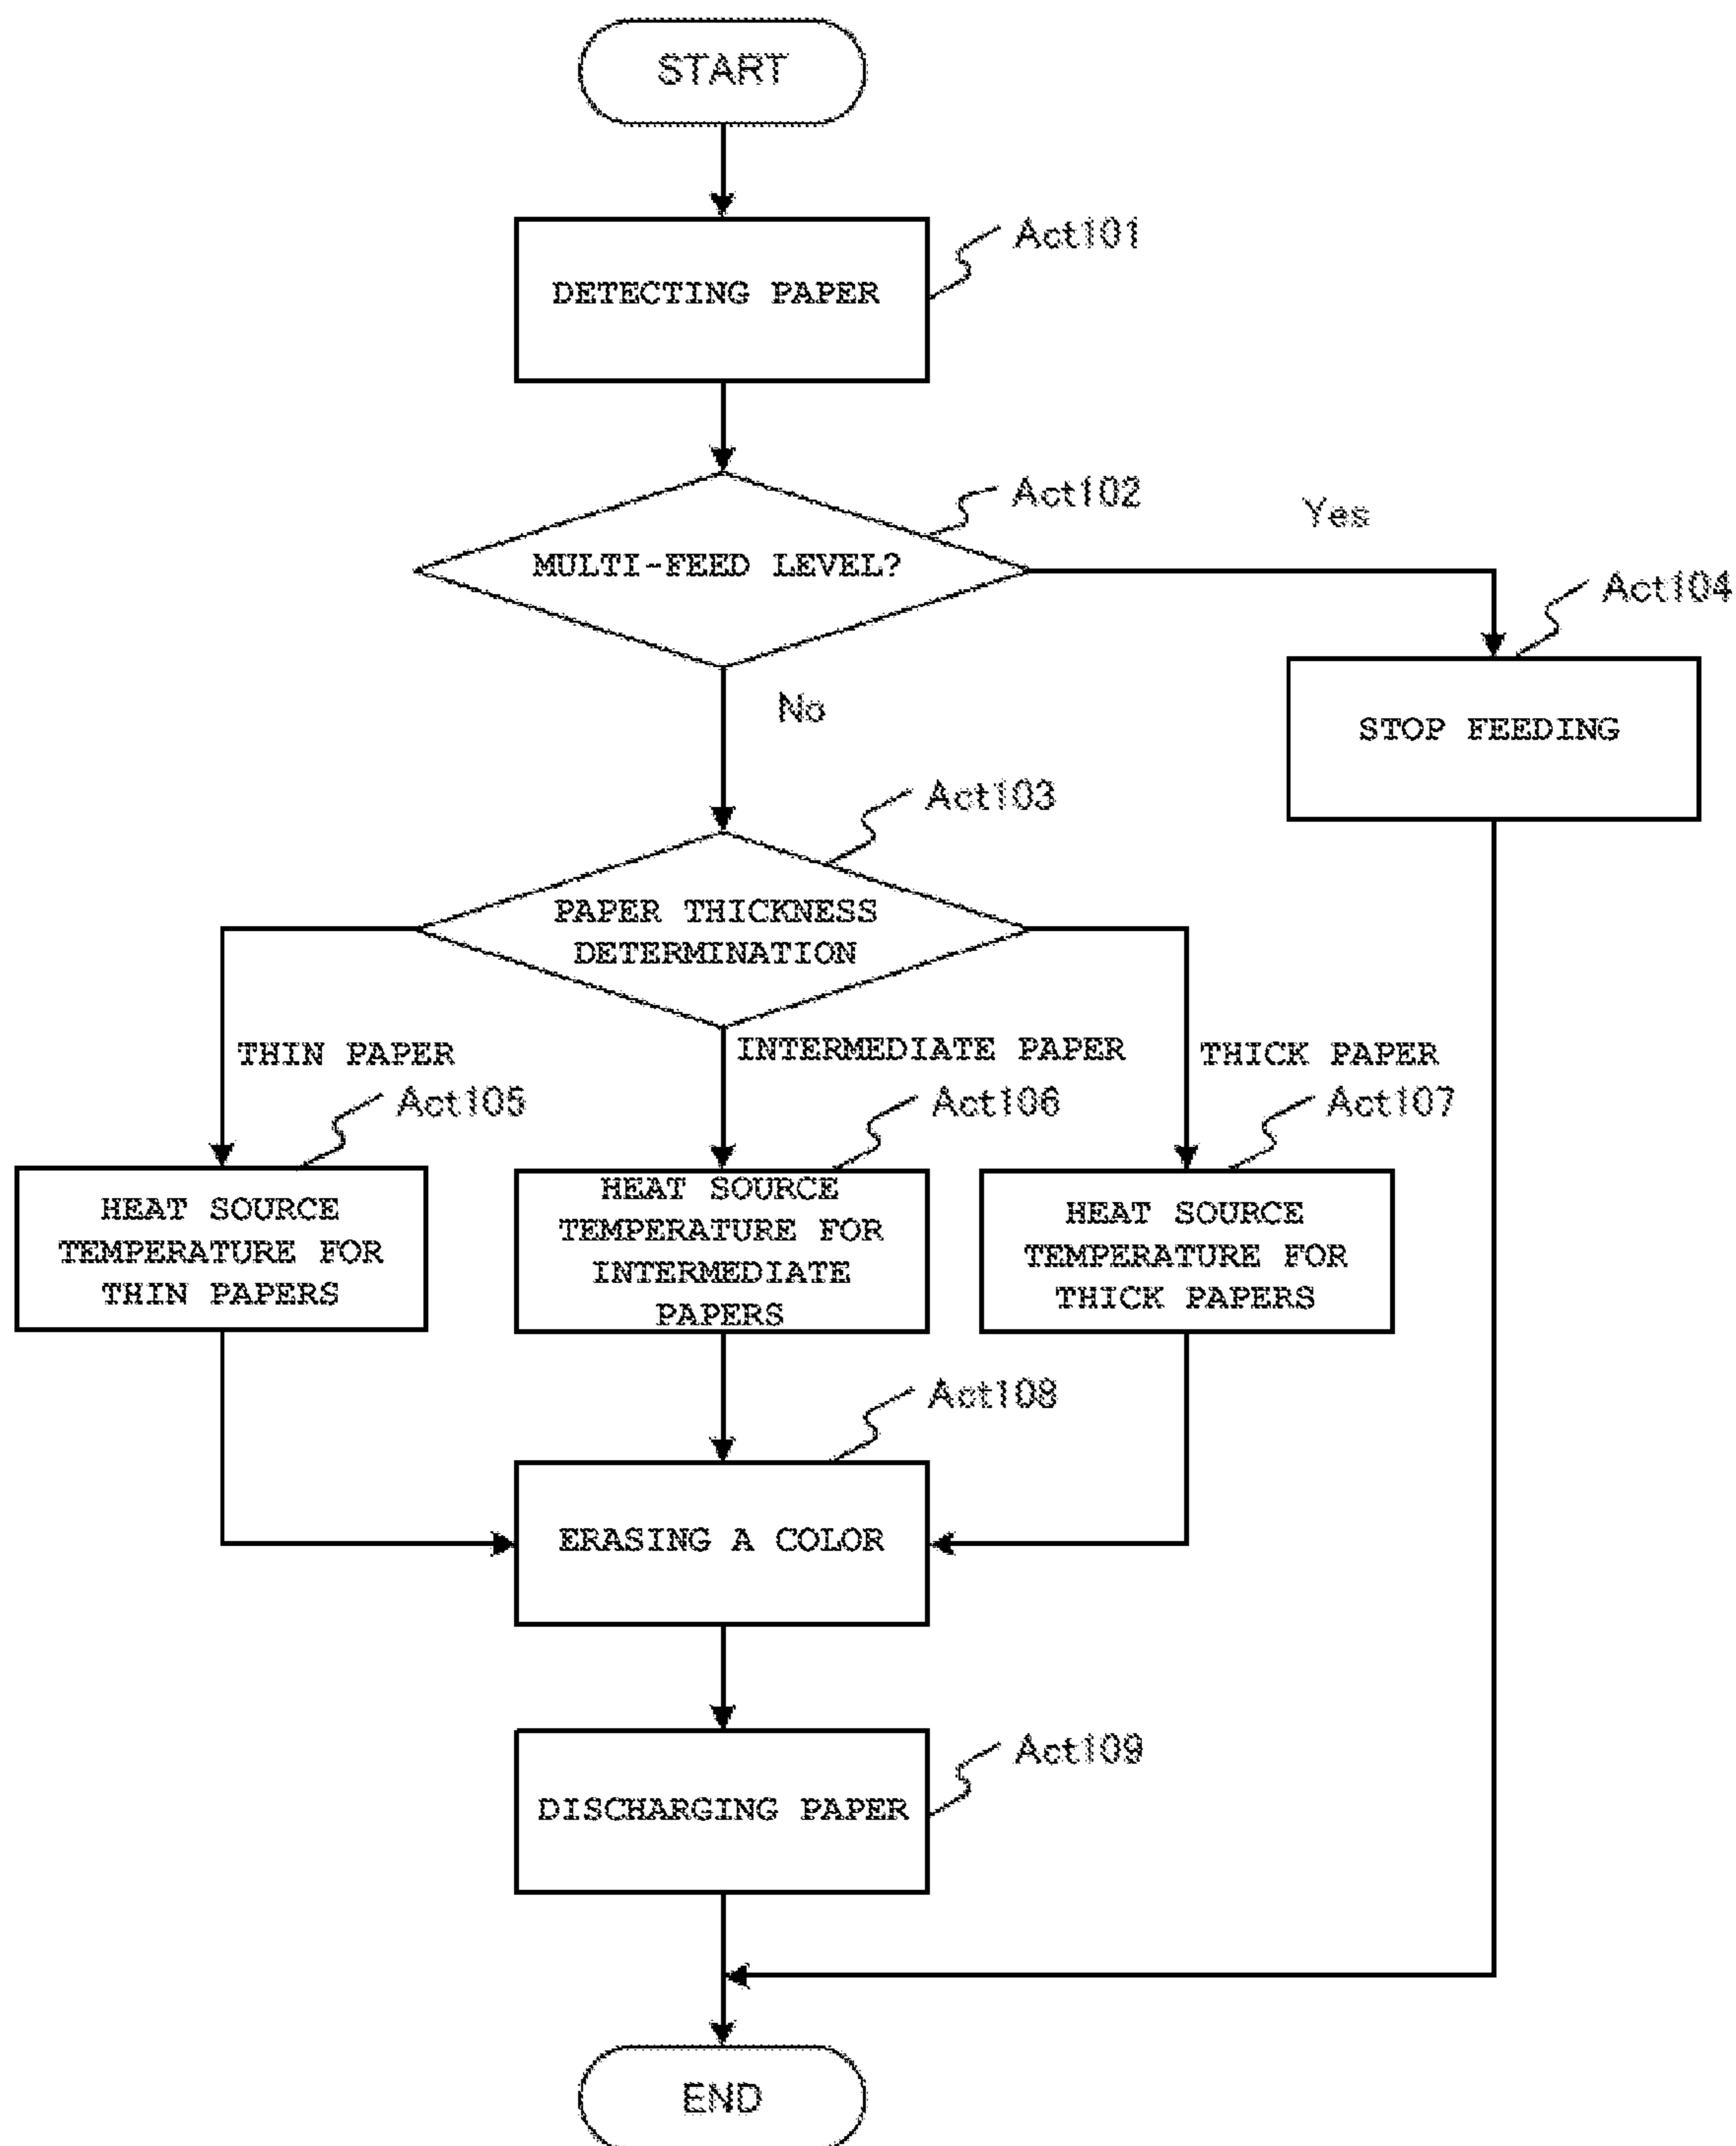 START
DETECTING PAPER
Act101
MULTI-FEED LEVEL?
Act102
Yes
No
STOP FEEDING
Act104
PAPER THICKNESS
DETERMINATION
Act103
THIN PAPER
INTERMEDIATE PAPER
THICK PAPER
Act105
Act106
Act107
HEAT SOURCE
TEMPERATURE FOR
THIN PAPERS
HEAT SOURCE
TEMPERATURE FOR
INTERMEDIATE
PAPERS
HEAT SOURCE
TEMPERATURE FOR
THICK PAPERS
Act108
ERASING A COLOR
Act109
DISCHARGING PAPER
END